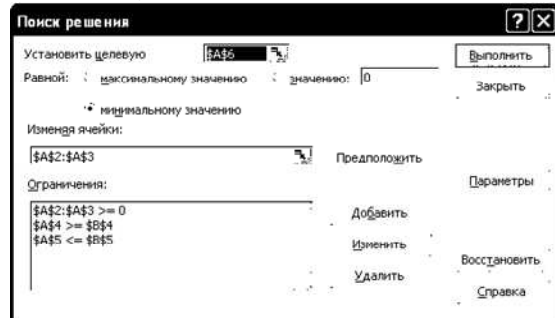 Поиск решения
Установить целевую $A$6 Выполнить
Равной: максимальному значению значению: 0 Закрыть
минимальному значению
Изменяя ячейки:
$A$2:$A$3 Предположить
Ограничения: Параметры
$A$2:$A$3 >= 0 Добавить
$A$4 >= $B$4
$A$5 <= $B$5 Изменить
Восстановить
Удалить
Справка